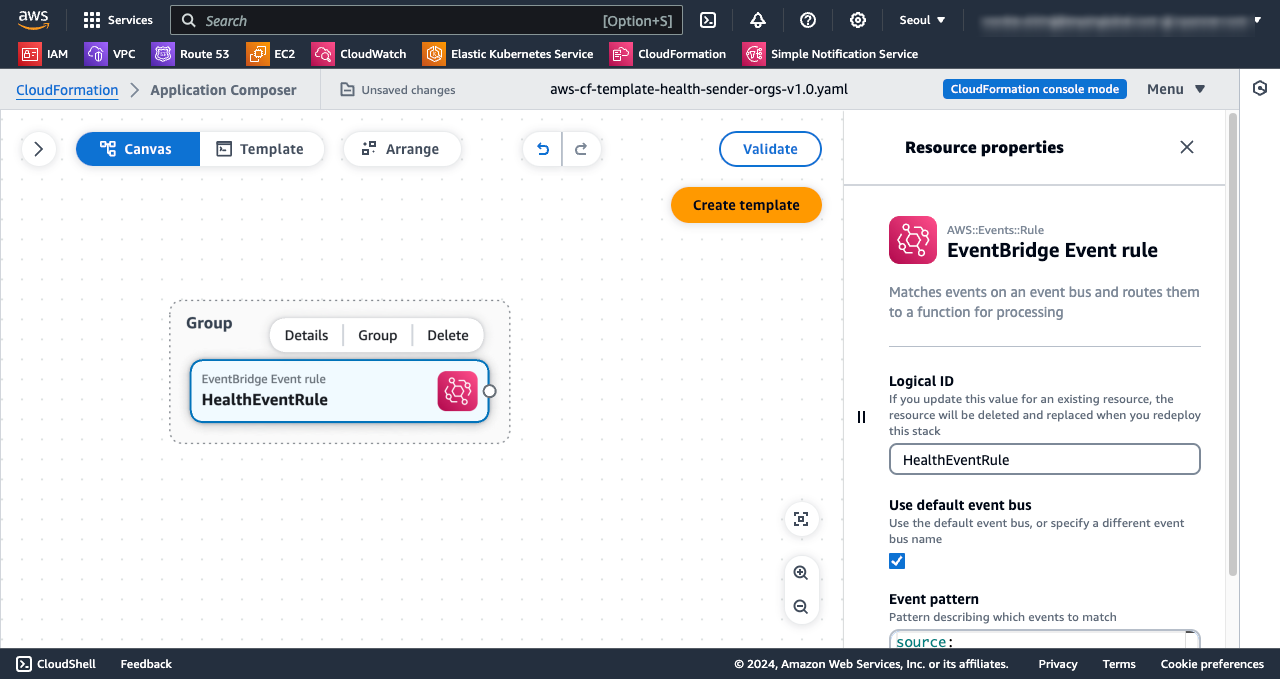 aws
Services
Search
[Option+S]
Seoul
IAM
VPC
Route 53
EC2
CloudWatch
Elastic Kubernetes Service
CloudFormation
Simple Notification Service
CloudFormation
Application Composer
Unsaved changes
aws-cf-template-health-sender-orgs-v1.0.yaml
CloudFormation console mode
Menu
Canvas
Template
Arrange
Validate
Create template
Group
Details
Group
Delete
EventBridge Event rule
HealthEventRule
Resource properties
AWS::Events::Rule
EventBridge Event rule
Matches events on an event bus and routes them
to a function for processing
Logical ID
If you update this value for an existing resource, the
resource will be deleted and replaced when you redeploy
this stack
HealthEventRule
Use default event bus
Use the default event bus, or specify a different event
bus name
Event pattern
Pattern describing which events to match
source:
CloudShell
Feedback
© 2024, Amazon Web Services, Inc. or its affiliates.
Privacy
Terms
Cookie preferences